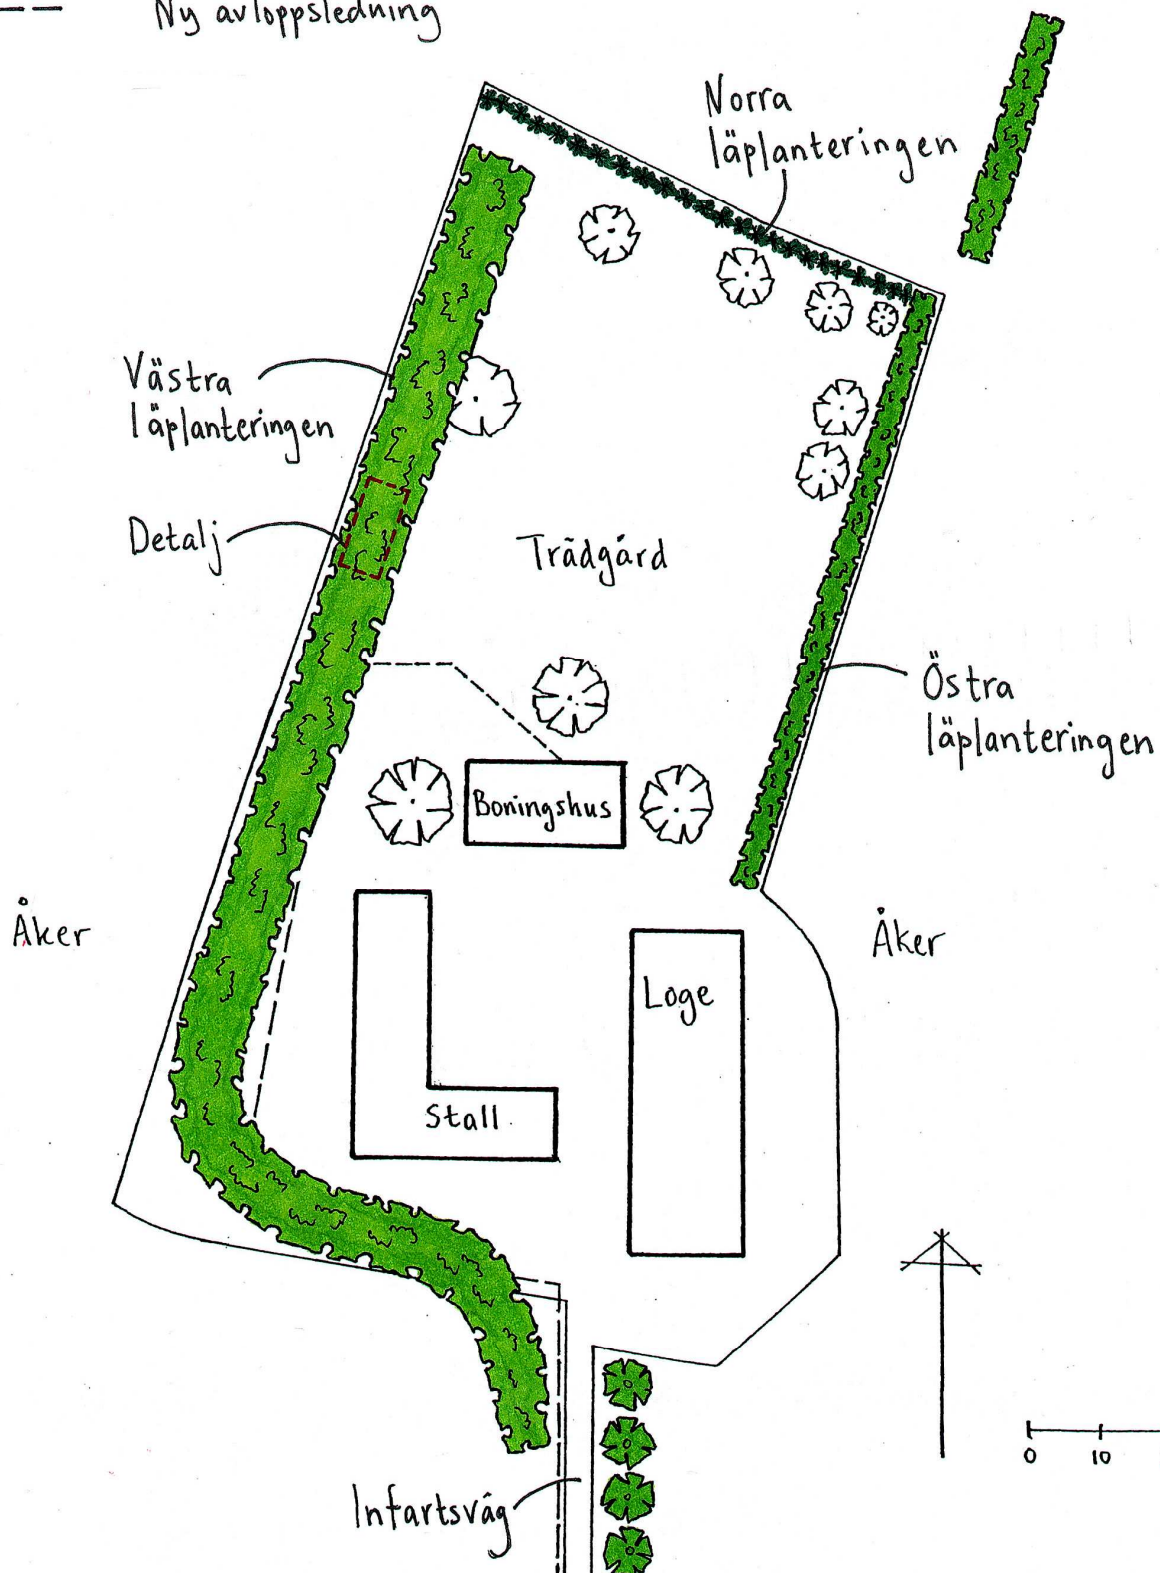 Ny avloppsledning
Norra
läplanteringen
Västra
läplanteringen
Detalj
Trädgård
Östra
läplanteringen
Boningshus
Åker
Åker
Loge
Stall
0 10
Infartsväg